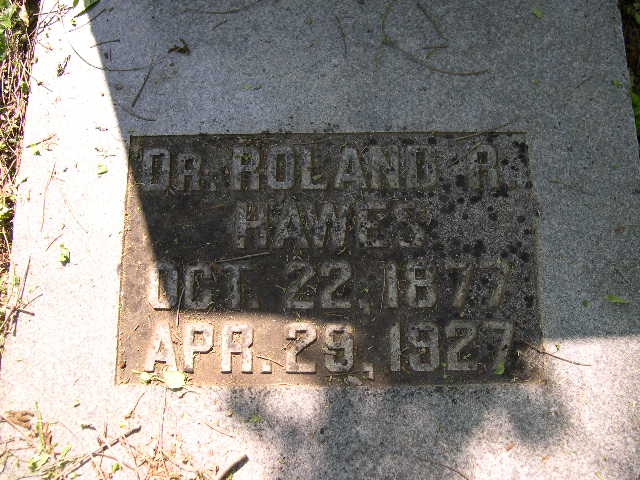 DR. ROLAND R.
HAWES
OCT. 22, 1877
APR. 29, 1927